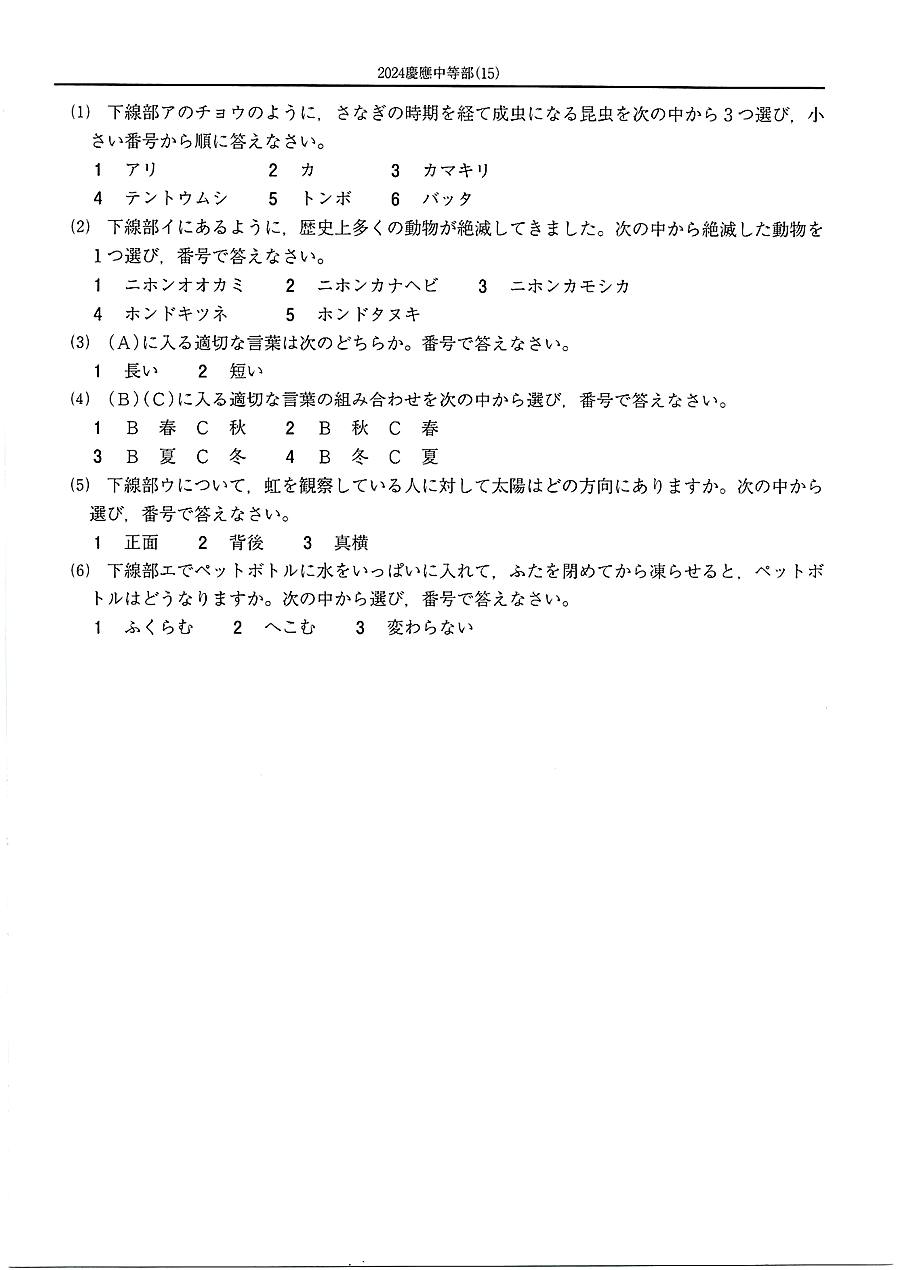 2024慶應中等部(15)
(1) 下線部アのチョウのように，さなぎの時期を経て成虫になる昆虫を次の中から3つ選び，小
さい番号から順に答えなさい。
1 アリ 2 カ 3 カマキリ
4 テントウムシ 5 トンボ 6 バッタ
(2) 下線部イにあるように，歴史上多くの動物が絶滅してきました。次の中から絶滅した動物を
1つ選び，番号で答えなさい。
1 ニホンオオカミ 2 ニホンカナヘビ 3 ニホンカモシカ
4 ホンドキツネ 5 ホンドタヌキ
(3) (A)に入る適切な言葉は次のどちらか。番号で答えなさい。
1 長い 2 短い
(4) (B)(C)に入る適切な言葉の組み合わせを次の中から選び，番号で答えなさい。
1 B 春 C 秋 2 B 秋 C 春
3 B 夏 C 冬 4 B 冬 C 夏
(5) 下線部ウについて，虹を観察している人に対して太陽はどの方向にありますか。次の中から
選び，番号で答えなさい。
1 正面 2 背後 3 真横
(6) 下線部エでペットボトルに水をいっぱいに入れて，ふたを閉めてから凍らせると，ペットボ
トルはどうなりますか。次の中から選び，番号で答えなさい。
1 ふくらむ 2 へこむ 3 変わらない